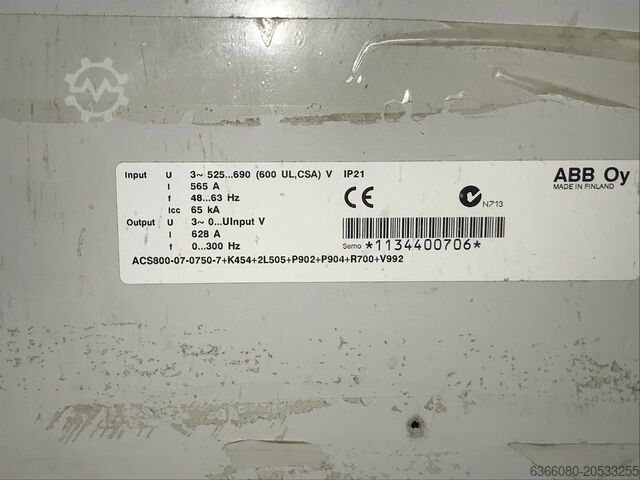 Input U 3~ 525...690 (600 UL,CSA) V IP21
I 565 A
f 48...63 Hz
Icc 65 kA
Output U 3~ 0...UInput V
I 628 A
f 0...300 Hz
ACS800-07-0750-7+K454+2L505+P902+P904+R700+V992
CE
N713
ABB Oy
MADE IN FINLAND
Serno *1134400706*
6366080-20533255